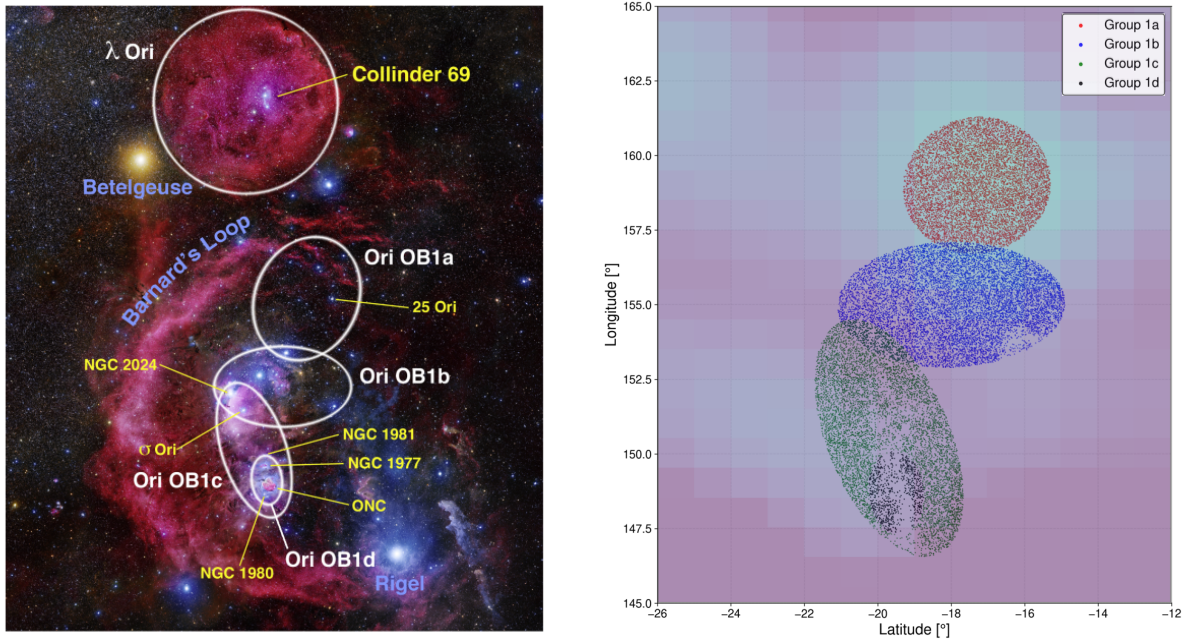 λ Ori
Collinder 69
Betelgeuse
Barnard's Loop
Ori OB1a
25 Ori
NGC 2024
Ori OB1b
σ Ori
NGC 1981
NGC 1977
Ori OB1c
ONC
Ori OB1d
NGC 1980
Rigel
165.0
162.5
160.0
157.5
155.0
152.5
150.0
147.5
145.0
Longitude [°]
−26
−24
−22
−20
−18
−16
−14
−12
Latitude [°]
Group 1a
Group 1b
Group 1c
Group 1d